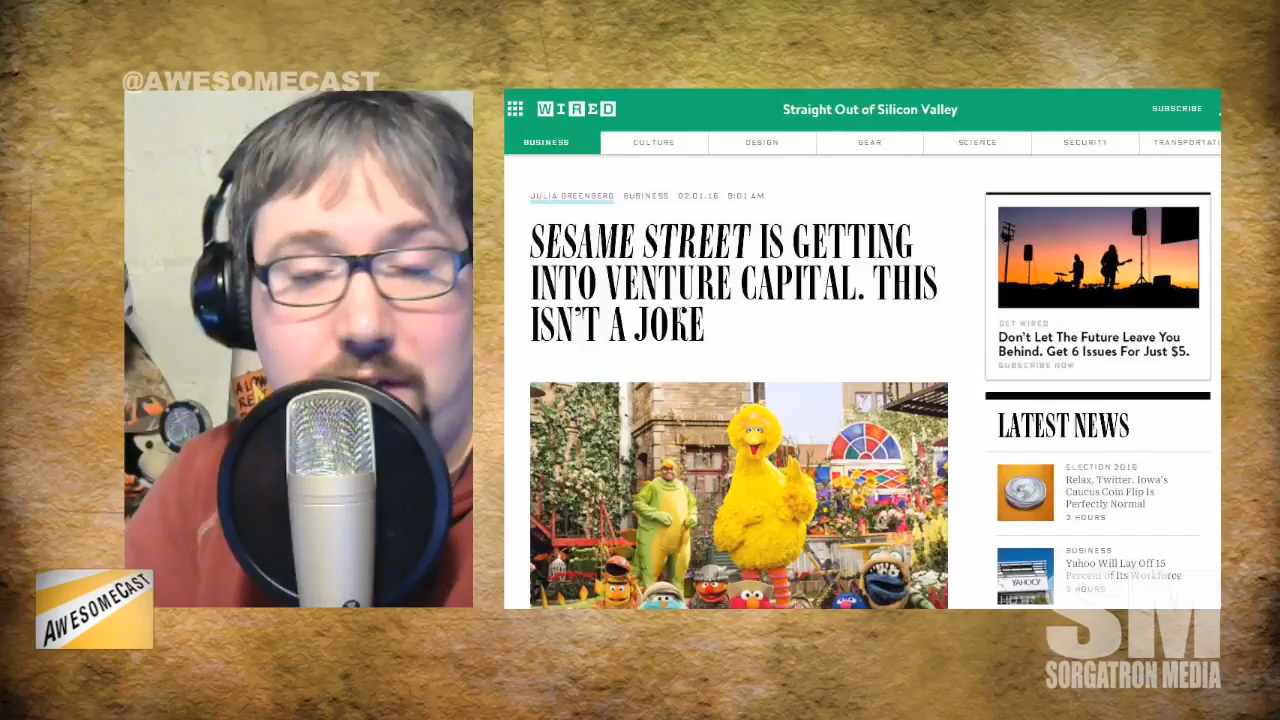 @AWESOMECAST
WIRED
Straight Out of Silicon Valley
SUBSCRIBE
BUSINESS
CULTURE
DESIGN
GEAR
SCIENCE
SECURITY
TRANSPORTATI
JULIA GREENBERG BUSINESS 02.01.16 9:01 AM
SESAME STREET IS GETTING
INTO VENTURE CAPITAL. THIS
ISN'T A JOKE
GET WIRED
Don't Let The Future Leave You
Behind. Get 6 Issues For Just $5.
SUBSCRIBE NOW
LATEST NEWS
ELECTION 2016
Relax, Twitter. Iowa's
Caucus Coin Flip Is
Perfectly Normal
2 HOURS
BUSINESS
Yahoo Will Lay Off 15
Percent of Its Workforce
3 HOURS
YAHOO!
AWESOMECAST
SM
SORGATRON MEDIA